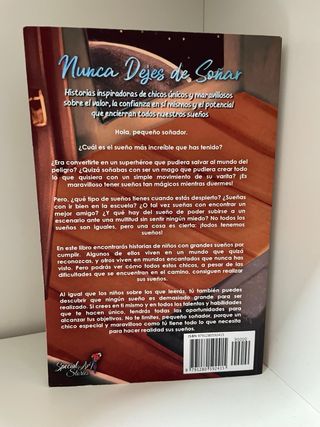 Nunca Dejes de Soñar
Historias inspiradoras de chicos únicos y maravillosos
sobre el valor, la confianza en sí mismos y el potencial
que encierran todos nuestros sueños
Hola, pequeño soñador.
¿Cuál es el sueño más increíble que has tenido?
¿Era convertirte en un superhéroe que pudiera salvar al mundo del
peligro? ¿Quizá soñabas con ser un mago que pudiera crear todo
lo que quisiera con un simple movimiento de su varita? ¡Es
maravilloso tener sueños tan mágicos mientras duermes!
Pero, ¿qué tipo de sueños tienes cuando estás despierto? ¿Sueñas
con ir bien en la escuela? ¿O tal vez sueñas con encontrar un
mejor amigo? ¿Y qué hay del sueño de poder subirse a un
escenario ante una multitud sin sentir ningún miedo? No todos los
sueños son iguales, pero una cosa es cierta: ¡todos tenemos
sueños!
En este libro encontrarás historias de niños con grandes sueños por
cumplir. Algunos de ellos viven en un mundo que quizá
reconozcas, y otros viven en mundos encantados que nunca has
visto. Pero podrás ver cómo todos estos chicos, a pesar de las
dificultades que se encuentran en el camino, consiguen realizar
sus sueños.
Al igual que los niños sobre los que leerás, tú también puedes
descubrir que ningún sueño es demasiado grande para ser
realizado. Si crees en ti mismo y en todos los talentos y habilidades
que te hacen único, tendrás todas las oportunidades para
alcanzar tus objetivos. No te limites, pequeño soñador, porque un
chico especial y maravilloso como tú tiene todo lo que necesita
para hacer realidad sus sueños.
Special Art
Stories
ISBN 9791280592415
90000
9 791280 592415